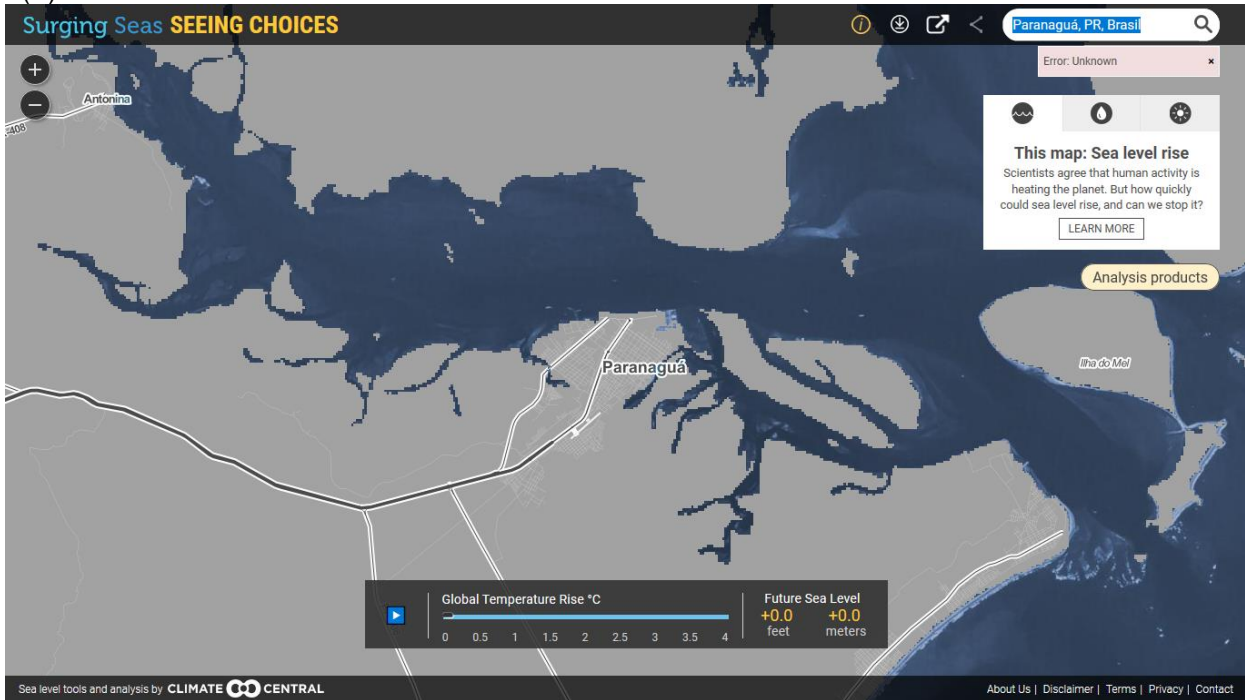 Surging Seas SEEING CHOICES
Paranaguá, PR, Brasil
Error: Unknown ×
Antonina
-408
This map: Sea level rise
Scientists agree that human activity is
heating the planet. But how quickly
could sea level rise, and can we stop it?
LEARN MORE
Analysis products
Paranaguá
Ilha do Mel
Global Temperature Rise °C
0 0.5 1 1.5 2 2.5 3 3.5 4
Future Sea Level
+0.0 +0.0
feet meters
Sea level tools and analysis by CLIMATE CENTRAL
About Us | Disclaimer | Terms | Privacy | Contact